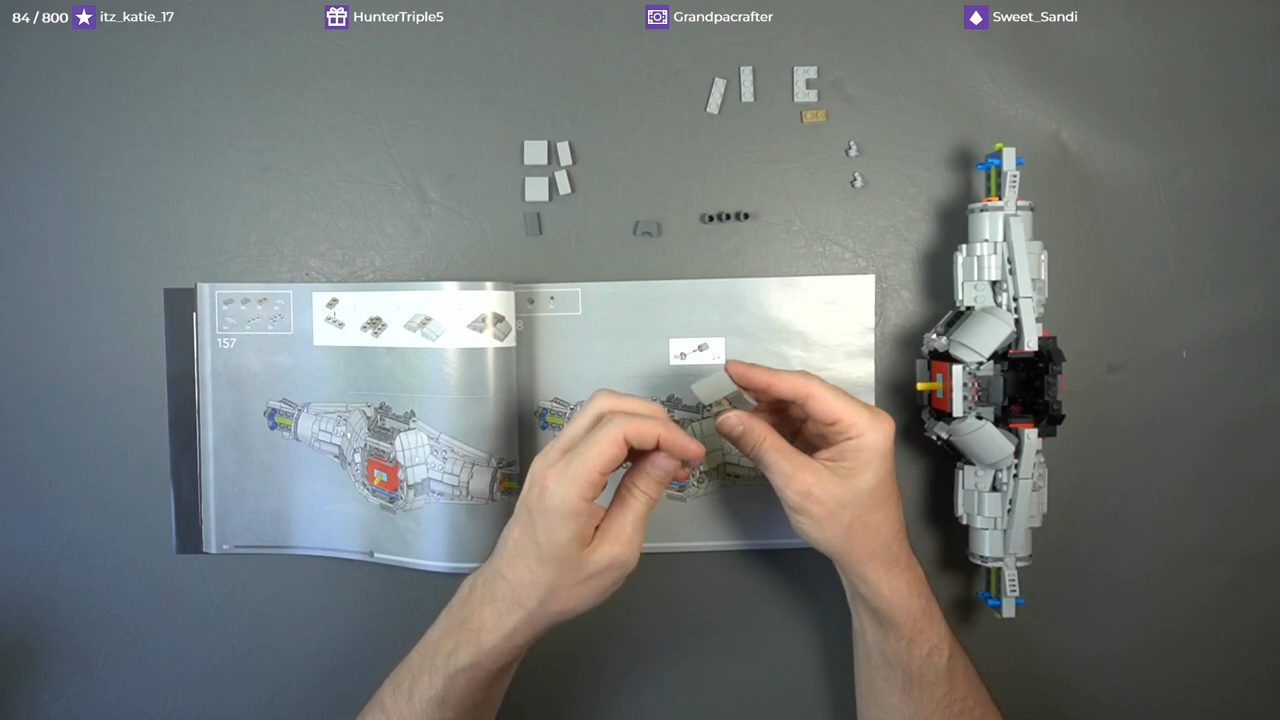 84 / 800
itz_katie_17
HunterTriple5
Grandpacrafter
Sweet_Sandi
157